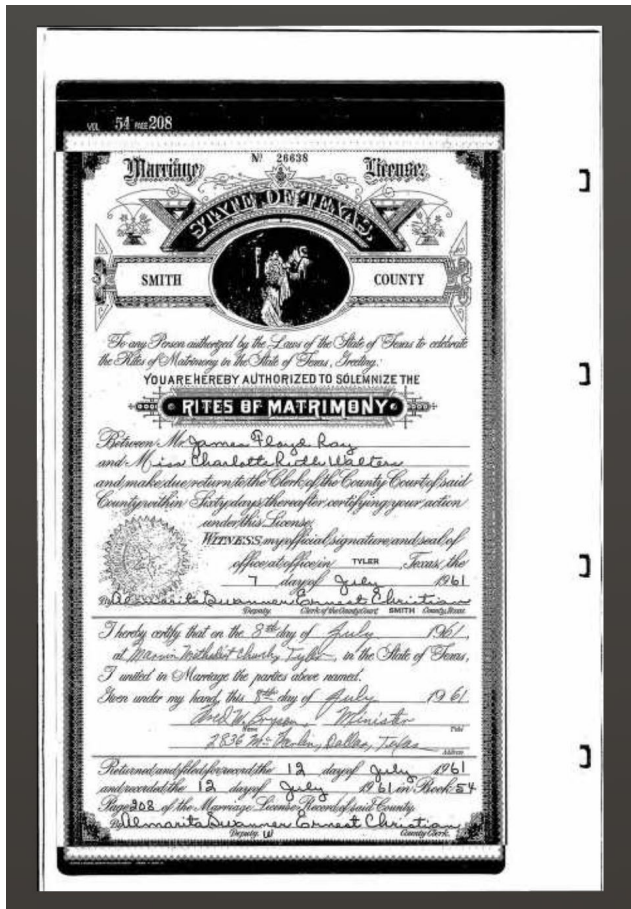 VOL 54 PAGE 208
Marriage Nº 26638 License
STATE OF TEXAS
SMITH COUNTY
To any Person authorized by the Laws of the State of Texas to celebrate
the Rites of Matrimony in the State of Texas, Greeting:
YOU ARE HEREBY AUTHORIZED TO SOLEMNIZE THE
RITES OF MATRIMONY
Between Mr. James Floyd Ray
and Miss Charlotte Ruth Walters
and make due return to the Clerk of the County Court of said
County within Sixty days thereafter certifying your action
under this License.
WITNESS my official signature and seal of
office at office in TYLER Texas, the
7 day of July 1961
By Almarita Swanner Ernest Christian
Deputy. Clerk of the County Court SMITH County, Texas
I hereby certify that on the 8th day of July 1961,
at Marvin Methodist Church, Tyler, in the State of Texas,
I united in Marriage the parties above named.
Given under my hand, this 8th day of July 1961
Fred W. Minister
Name Title
2836 Mc Farlin, Dallas, Texas
Address
Returned and filed for record the 12 day of July 1961
and recorded the 12 day of July 1961 in Book 54
Page 208 of the Marriage License Record of said County.
By Almarita Swanner Ernest Christian
Deputy. County Clerk.